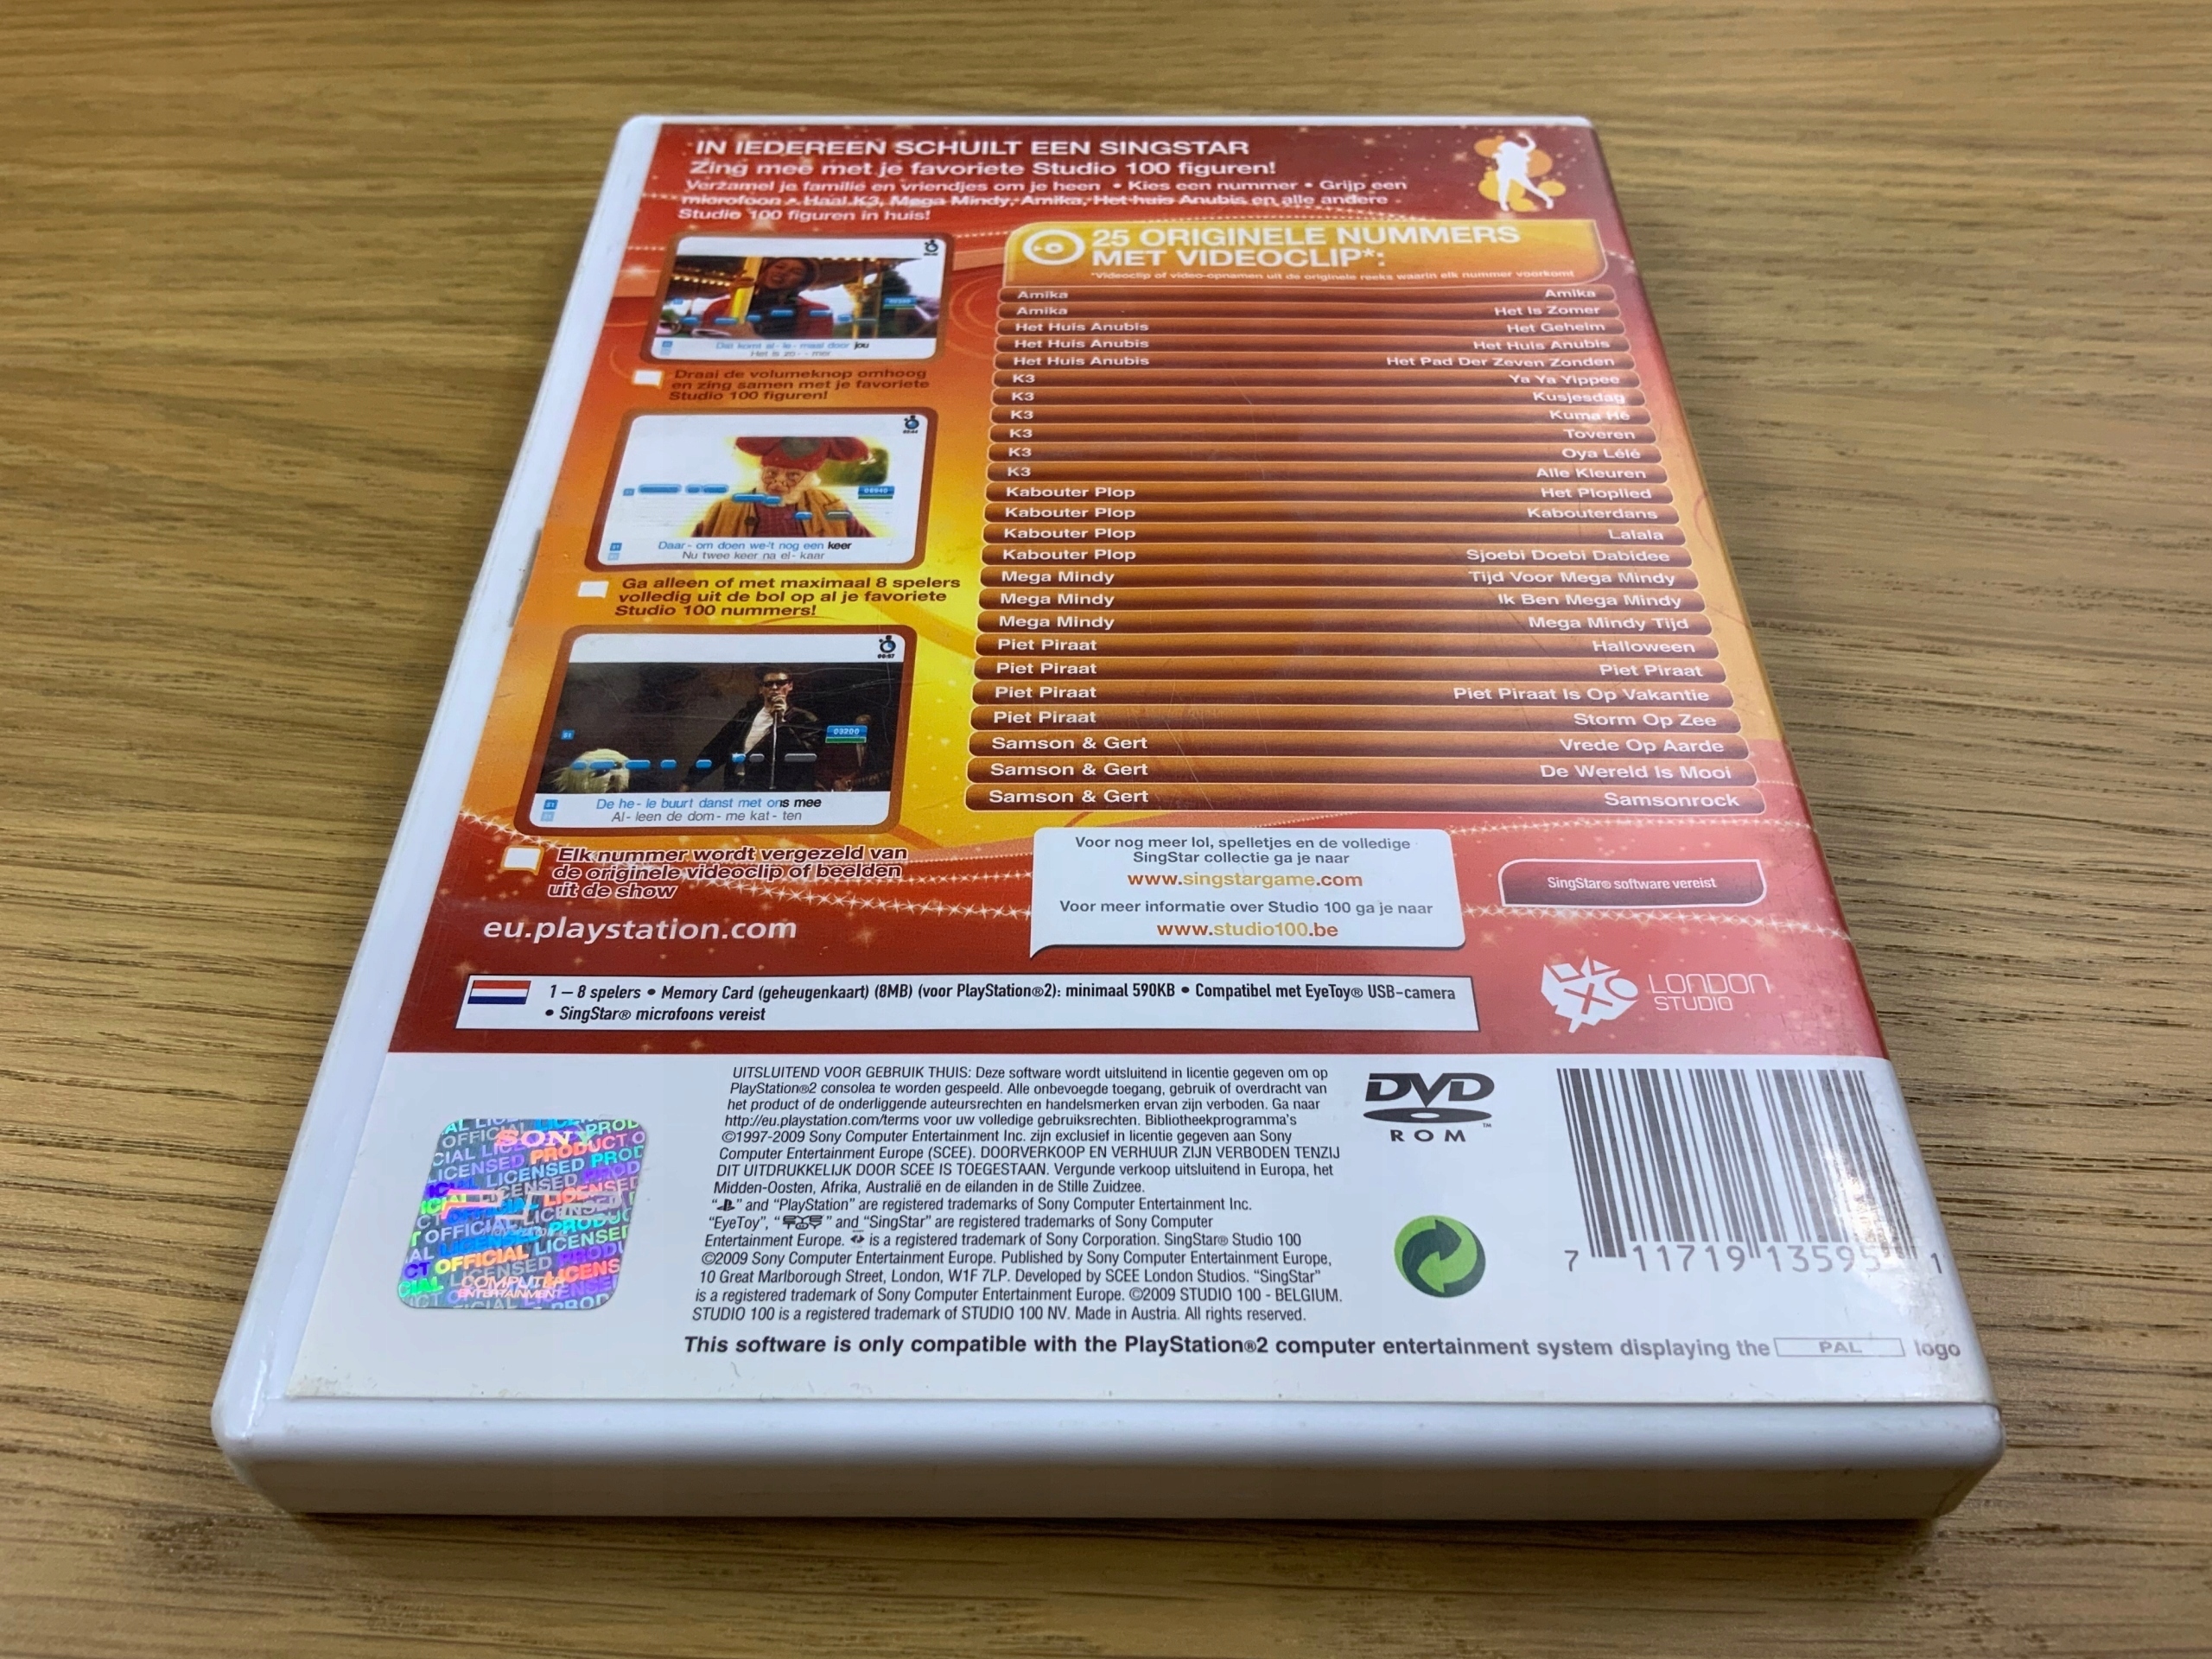 IN IEDEREEN SCHUILT EEN SINGSTAR
Zing mee met je favoriete Studio 100 figuren!
Verzamel je familie en vriendjes om je heen • Kies een nummer • Grijp een
microfoon • Haal K3, Mega Mindy, Amika, Het huis Anubis en alle andere
Studio 100 figuren in huis!
Dat komt al - le - maal door jou
Het is zo - - mer
Draai de volumeknop omhoog
en zing samen met je favoriete
Studio 100 figuren!
Daar - om doen we-'t nog een keer
Nu twee keer na el - kaar
Ga alleen of met maximaal 8 spelers
volledig uit de bol op al je favoriete
Studio 100 nummers!
03200
De he - le buurt danst met ons mee
Al - leen de dom - me kat - ten
Elk nummer wordt vergezeld van
de originele videoclip of beelden
uit de show
eu.playstation.com
25 ORIGINELE NUMMERS
MET VIDEOCLIP*:
*Videoclip of video-opnamen uit de originele reeks waarin elk nummer voorkomt
Amika Amika
Amika Het Is Zomer
Het Huis Anubis Het Geheim
Het Huis Anubis Het Huis Anubis
Het Huis Anubis Het Pad Der Zeven Zonden
K3 Ya Ya Yippee
K3 Kusjesdag
K3 Kuma Hé
K3 Toveren
K3 Oya Lélé
K3 Alle Kleuren
Kabouter Plop Het Ploplied
Kabouter Plop Kabouterdans
Kabouter Plop Lalala
Kabouter Plop Sjoebi Doebi Dabidee
Mega Mindy Tijd Voor Mega Mindy
Mega Mindy Ik Ben Mega Mindy
Mega Mindy Mega Mindy Tijd
Piet Piraat Halloween
Piet Piraat Piet Piraat
Piet Piraat Piet Piraat Is Op Vakantie
Piet Piraat Storm Op Zee
Samson & Gert Vrede Op Aarde
Samson & Gert De Wereld Is Mooi
Samson & Gert Samsonrock
Voor nog meer lol, spelletjes en de volledige
SingStar collectie ga je naar
www.singstargame.com
Voor meer informatie over Studio 100 ga je naar
www.studio100.be
SingStar® software vereist
LONDON
STUDIO
1 – 8 spelers • Memory Card (geheugenkaart) (8MB) (voor PlayStation®2): minimaal 590KB • Compatibel met EyeToy® USB-camera
• SingStar® microfoons vereist
UITSLUITEND VOOR GEBRUIK THUIS: Deze software wordt uitsluitend in licentie gegeven om op
PlayStation®2 consolea te worden gespeeld. Alle onbevoegde toegang, gebruik of overdracht van
het product of de onderliggende auteursrechten en handelsmerken ervan zijn verboden. Ga naar
http://eu.playstation.com/terms voor uw volledige gebruiksrechten. Bibliotheekprogramma's
©1997-2009 Sony Computer Entertainment Inc. zijn exclusief in licentie gegeven aan Sony
Computer Entertainment Europe (SCEE). DOORVERKOOP EN VERHUUR ZIJN VERBODEN TENZIJ
DIT UITDRUKKELIJK DOOR SCEE IS TOEGESTAAN. Vergunde verkoop uitsluitend in Europa, het
Midden-Oosten, Afrika, Australië en de eilanden in de Stille Zuidzee.
" " and "PlayStation" are registered trademarks of Sony Computer Entertainment Inc.
"EyeToy", " " and "SingStar" are registered trademarks of Sony Computer
Entertainment Europe. is a registered trademark of Sony Corporation. SingStar® Studio 100
©2009 Sony Computer Entertainment Europe. Published by Sony Computer Entertainment Europe,
10 Great Marlborough Street, London, W1F 7LP. Developed by SCEE London Studios. "SingStar"
is a registered trademark of Sony Computer Entertainment Europe. ©2009 STUDIO 100 - BELGIUM.
STUDIO 100 is a registered trademark of STUDIO 100 NV. Made in Austria. All rights reserved.
This software is only compatible with the PlayStation®2 computer entertainment system displaying the PAL logo
SONY
OFFICIAL LICENSED PRODUCT
COMPUTER
ENTERTAINMENT
DVD
ROM
7 11719 13595 1